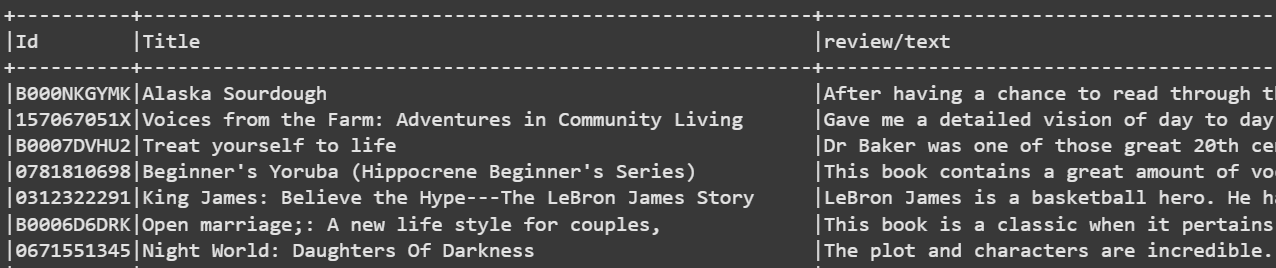 +----------+----------------------------------------------------------+---------------------------------------
|Id        |Title                                                     |review/text
+----------+----------------------------------------------------------+---------------------------------------
|B000NKGYMK|Alaska Sourdough                                          |After having a chance to read through
|157067051X|Voices from the Farm: Adventures in Community Living      |Gave me a detailed vision of day to day
|B0007DVHU2|Treat yourself to life                                    |Dr Baker was one of those great 20th
|0781810698|Beginner's Yoruba (Hippocrene Beginner's Series)          |This book contains a great amount of
|0312322291|King James: Believe the Hype---The LeBron James Story     |LeBron James is a basketball hero. He
|B0006D6DRK|Open marriage;: A new life style for couples,             |This book is a classic when it pertains
|0671551345|Night World: Daughters Of Darkness                        |The plot and characters are incredible.